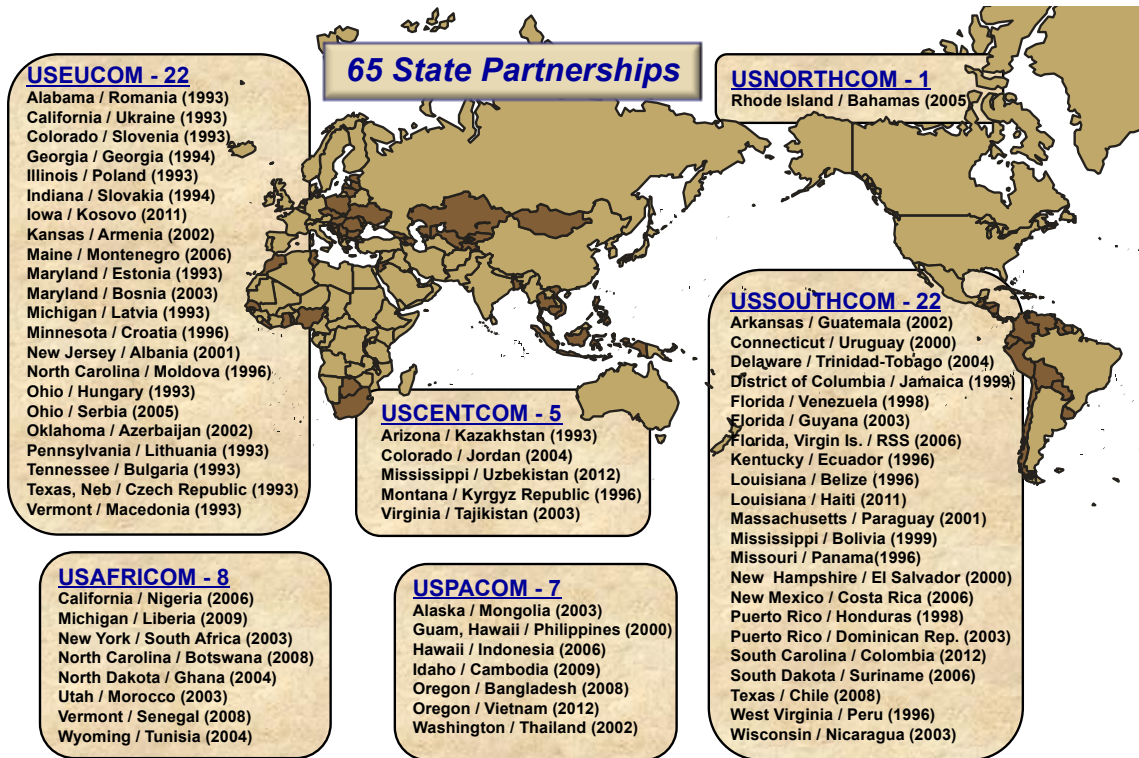 65 State Partnerships
USEUCOM - 22
Alabama / Romania (1993)
California / Ukraine (1993)
Colorado / Slovenia (1993)
Georgia / Georgia (1994)
Illinois / Poland (1993)
Indiana / Slovakia (1994)
Iowa / Kosovo (2011)
Kansas / Armenia (2002)
Maine / Montenegro (2006)
Maryland / Estonia (1993)
Maryland / Bosnia (2003)
Michigan / Latvia (1993)
Minnesota / Croatia (1996)
New Jersey / Albania (2001)
North Carolina / Moldova (1996)
Ohio / Hungary (1993)
Ohio / Serbia (2005)
Oklahoma / Azerbaijan (2002)
Pennsylvania / Lithuania (1993)
Tennessee / Bulgaria (1993)
Texas, Neb / Czech Republic (1993)
Vermont / Macedonia (1993)
USNORTHCOM - 1
Rhode Island / Bahamas (2005)
USCENTCOM - 5
Arizona / Kazakhstan (1993)
Colorado / Jordan (2004)
Mississippi / Uzbekistan (2012)
Montana / Kyrgyz Republic (1996)
Virginia / Tajikistan (2003)
USSOUTHCOM - 22
Arkansas / Guatemala (2002)
Connecticut / Uruguay (2000)
Delaware / Trinidad-Tobago (2004)
District of Columbia / Jamaica (1999)
Florida / Venezuela (1998)
Florida / Guyana (2003)
Florida, Virgin Is. / RSS (2006)
Kentucky / Ecuador (1996)
Louisiana / Belize (1996)
Louisiana / Haiti (2011)
Massachusetts / Paraguay (2001)
Mississippi / Bolivia (1999)
Missouri / Panama(1996)
New Hampshire / El Salvador (2000)
New Mexico / Costa Rica (2006)
Puerto Rico / Honduras (1998)
Puerto Rico / Dominican Rep. (2003)
South Carolina / Colombia (2012)
South Dakota / Suriname (2006)
Texas / Chile (2008)
West Virginia / Peru (1996)
Wisconsin / Nicaragua (2003)
USAFRICOM - 8
California / Nigeria (2006)
Michigan / Liberia (2009)
New York / South Africa (2003)
North Carolina / Botswana (2008)
North Dakota / Ghana (2004)
Utah / Morocco (2003)
Vermont / Senegal (2008)
Wyoming / Tunisia (2004)
USPACOM - 7
Alaska / Mongolia (2003)
Guam, Hawaii / Philippines (2000)
Hawaii / Indonesia (2006)
Idaho / Cambodia (2009)
Oregon / Bangladesh (2008)
Oregon / Vietnam (2012)
Washington / Thailand (2002)